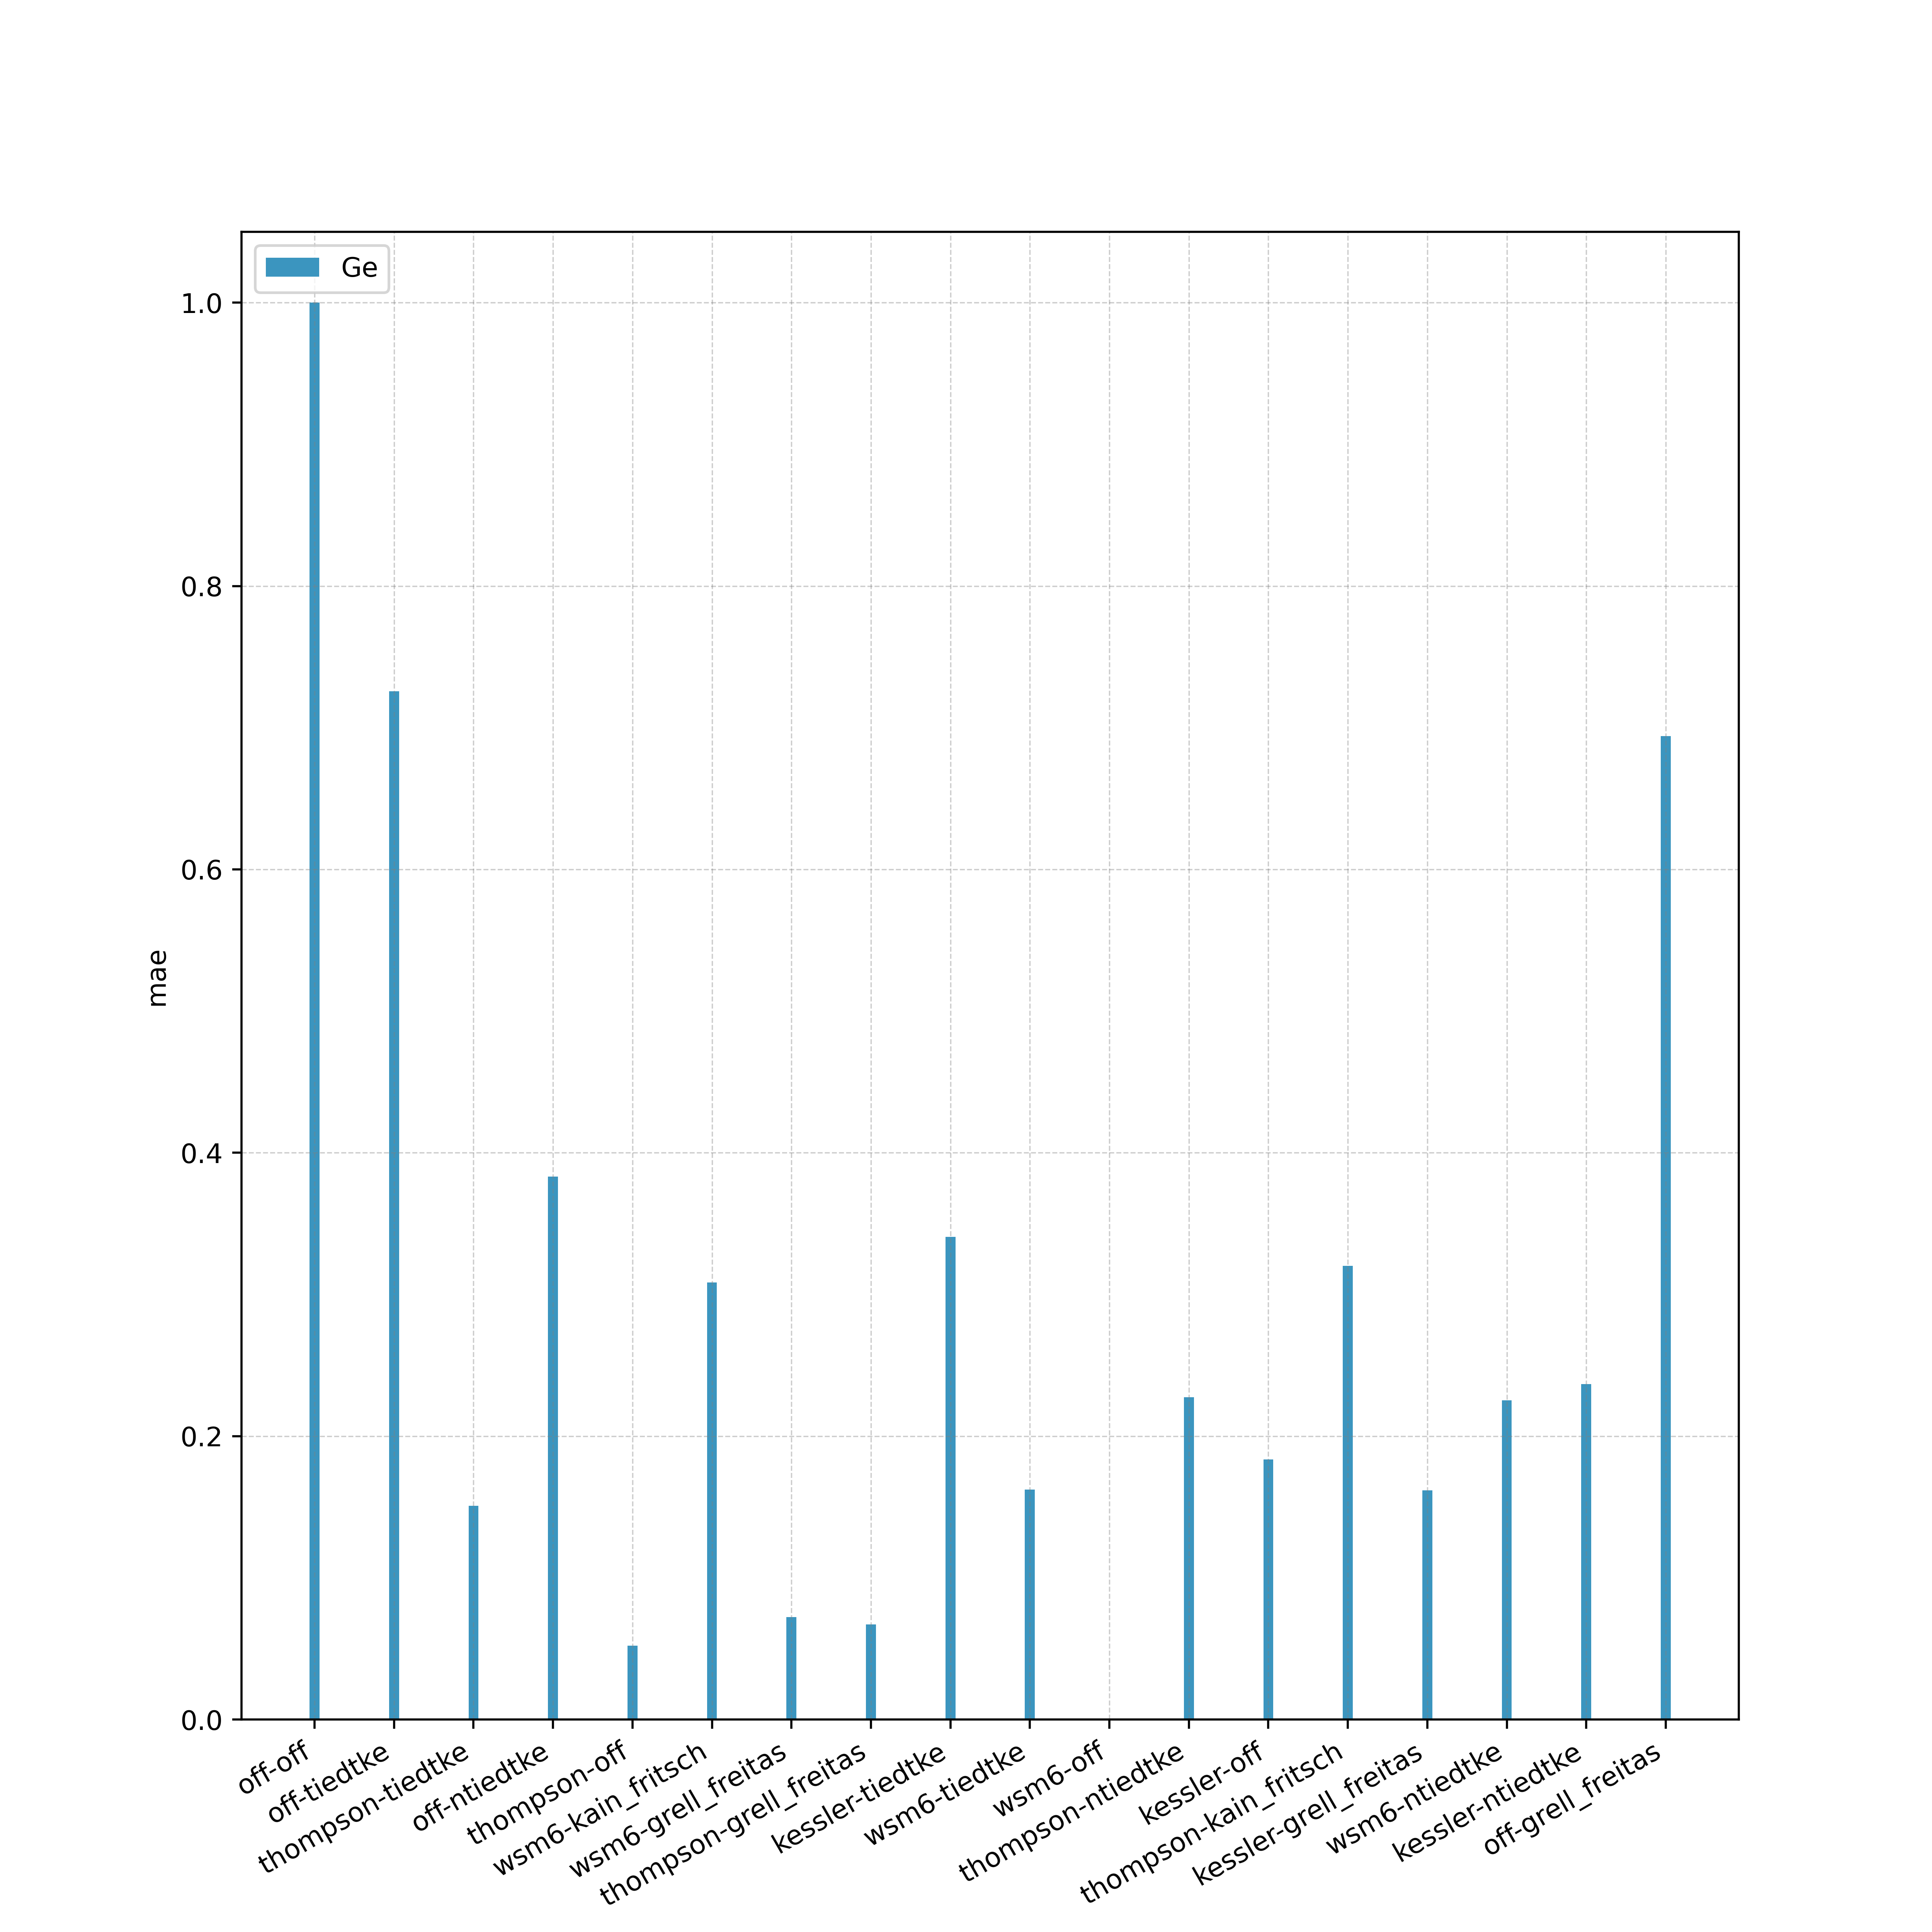 Ge
1.0
0.8
0.6
0.4
0.2
0.0
mae
off-off
off-tiedtke
thompson-tiedtke
off-ntiedtke
thompson-off
wsm6-kain_fritsch
wsm6-grell_freitas
thompson-grell_freitas
kessler-tiedtke
wsm6-tiedtke
wsm6-off
thompson-ntiedtke
kessler-off
thompson-kain_fritsch
kessler-grell_freitas
wsm6-ntiedtke
kessler-ntiedtke
off-grell_freitas